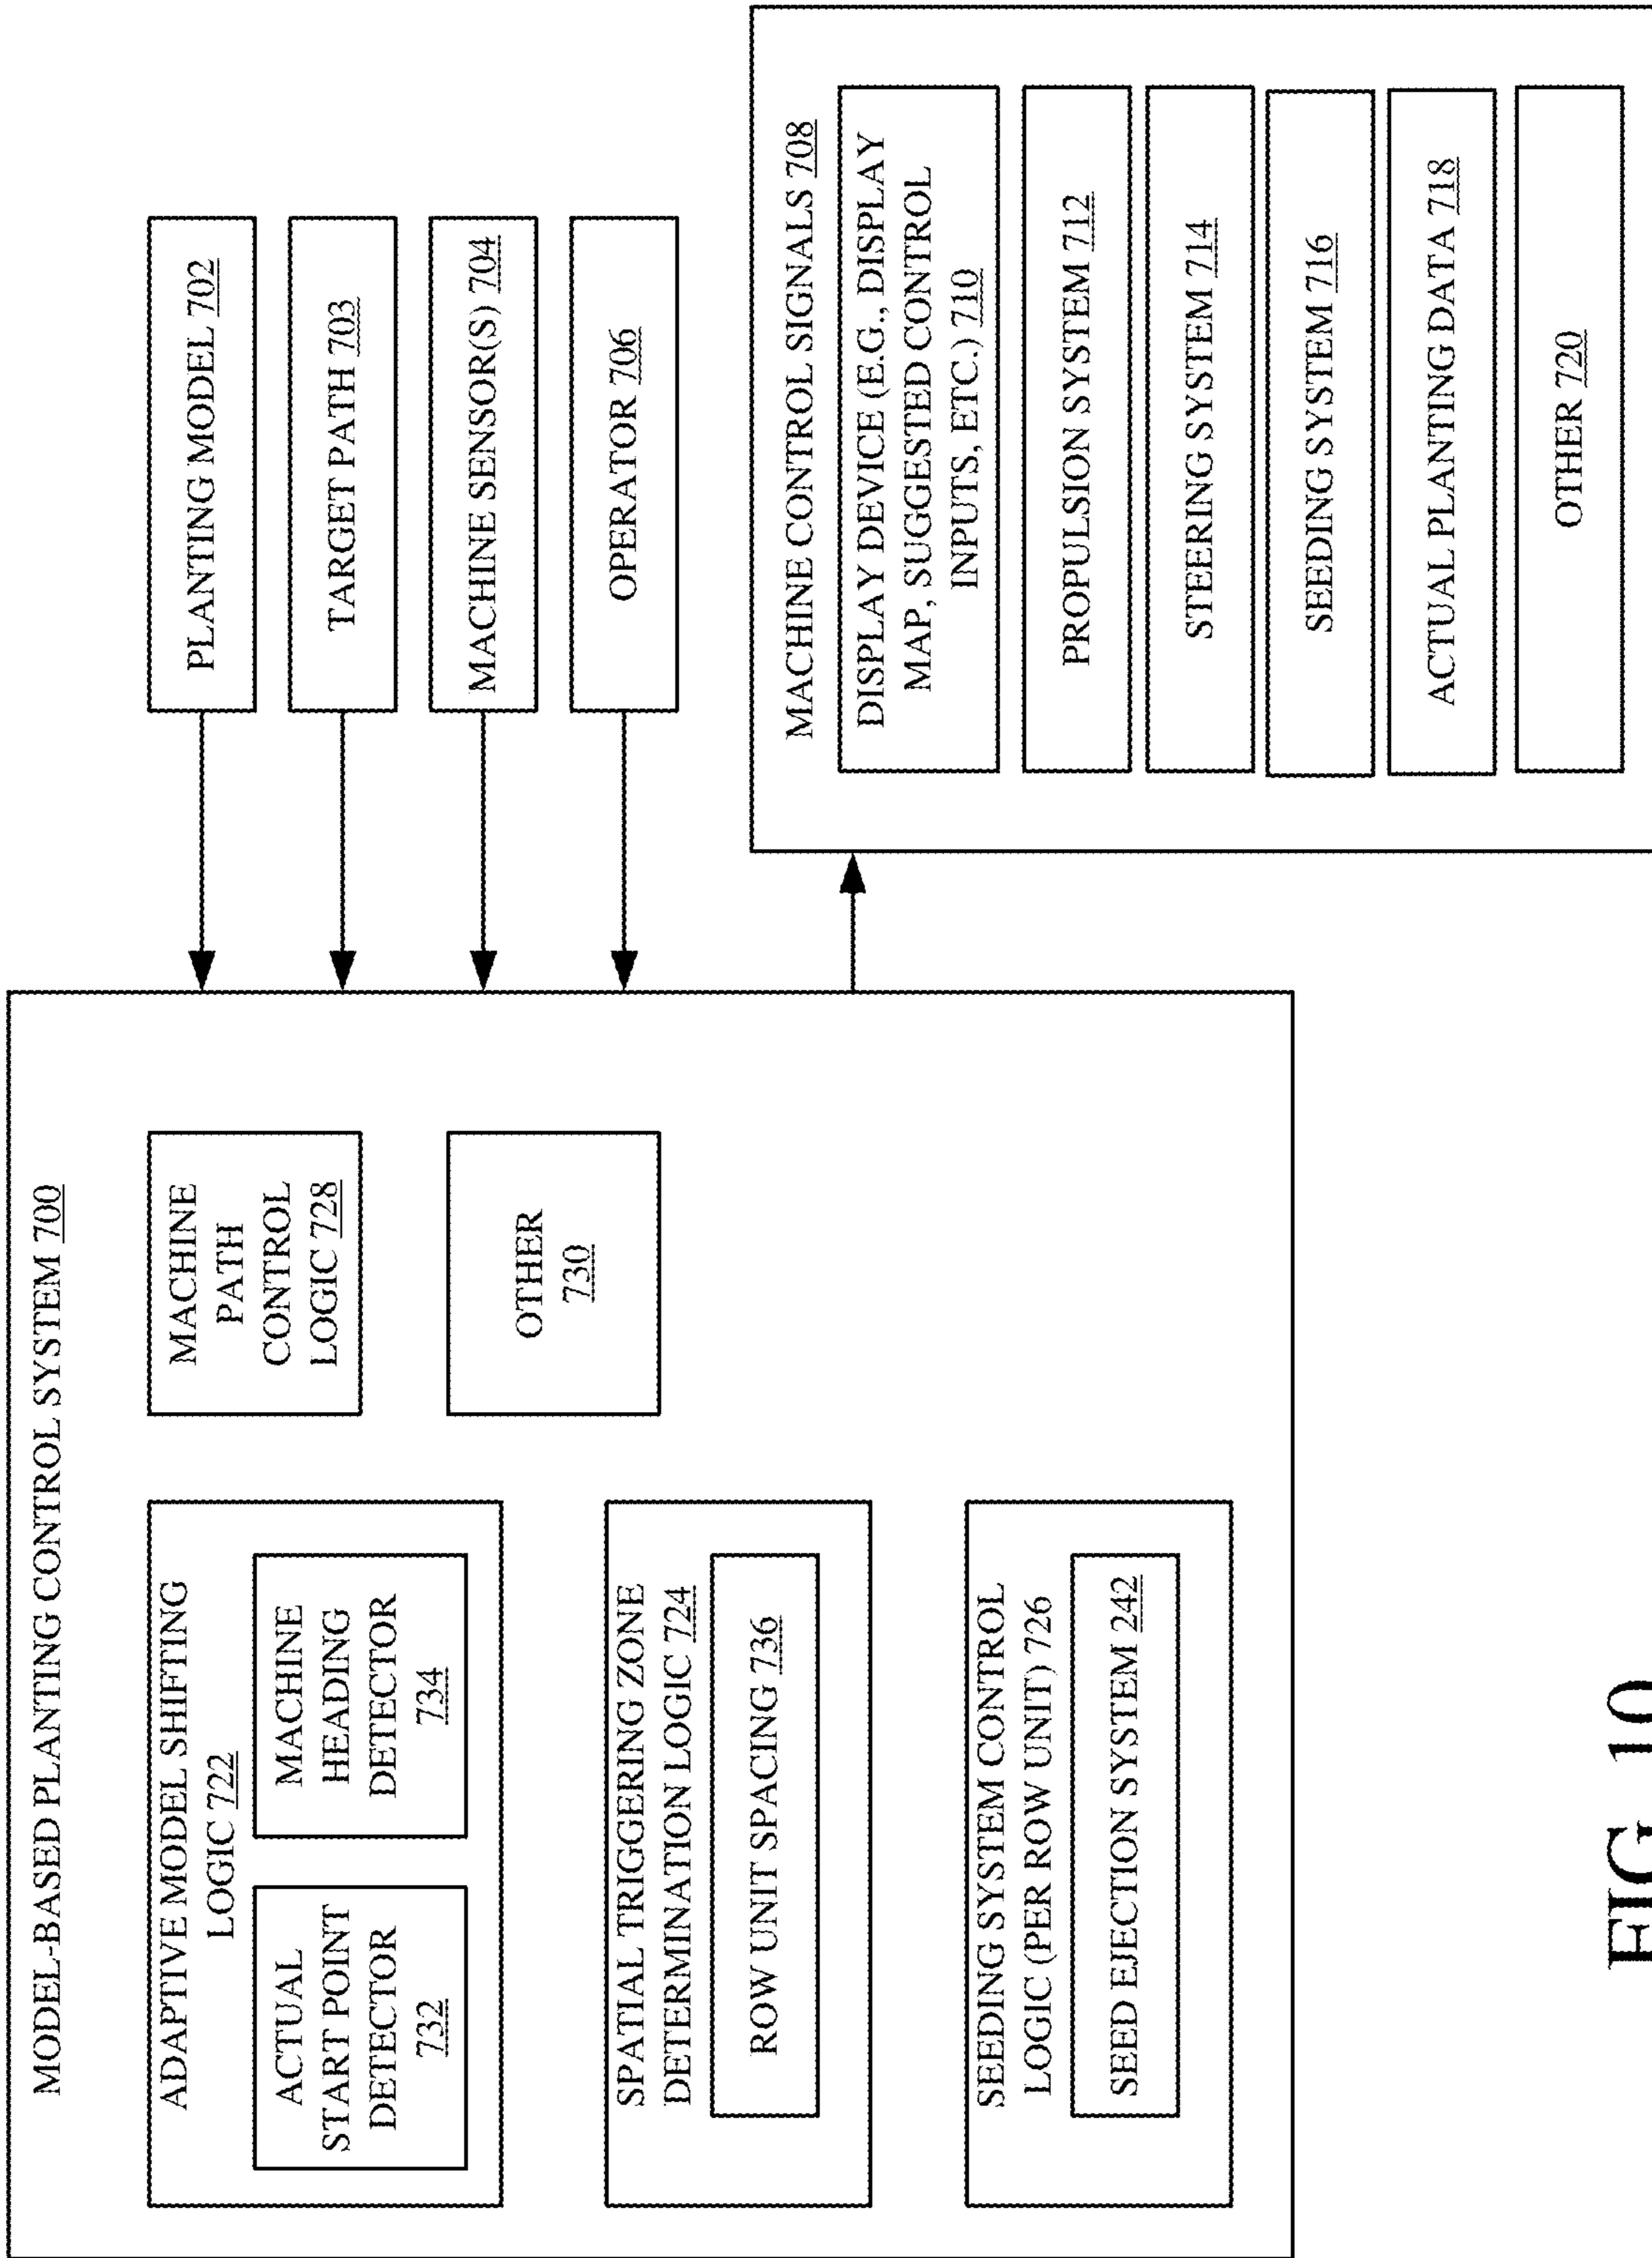 MODEL-BASED PLANTING CONTROL SYSTEM 700
ADAPTIVE MODEL SHIFTING
LOGIC 722
ACTUAL
START POINT
DETECTOR
732
MACHINE
HEADING
DETECTOR
734
SPATIAL TRIGGERING ZONE
DETERMINATION LOGIC 724
ROW UNIT SPACING 736
SEEDING SYSTEM CONTROL
LOGIC (PER ROW UNIT) 726
SEED EJECTION SYSTEM 242
MACHINE
PATH
CONTROL
LOGIC 728
OTHER
730
PLANTING MODEL 702
TARGET PATH 703
MACHINE SENSOR(S) 704
OPERATOR 706
MACHINE CONTROL SIGNALS 708
DISPLAY DEVICE (E.G., DISPLAY
MAP, SUGGESTED CONTROL
INPUTS, ETC.) 710
PROPULSION SYSTEM 712
STEERING SYSTEM 714
SEEDING SYSTEM 716
ACTUAL PLANTING DATA 718
OTHER 720
FIG. 10